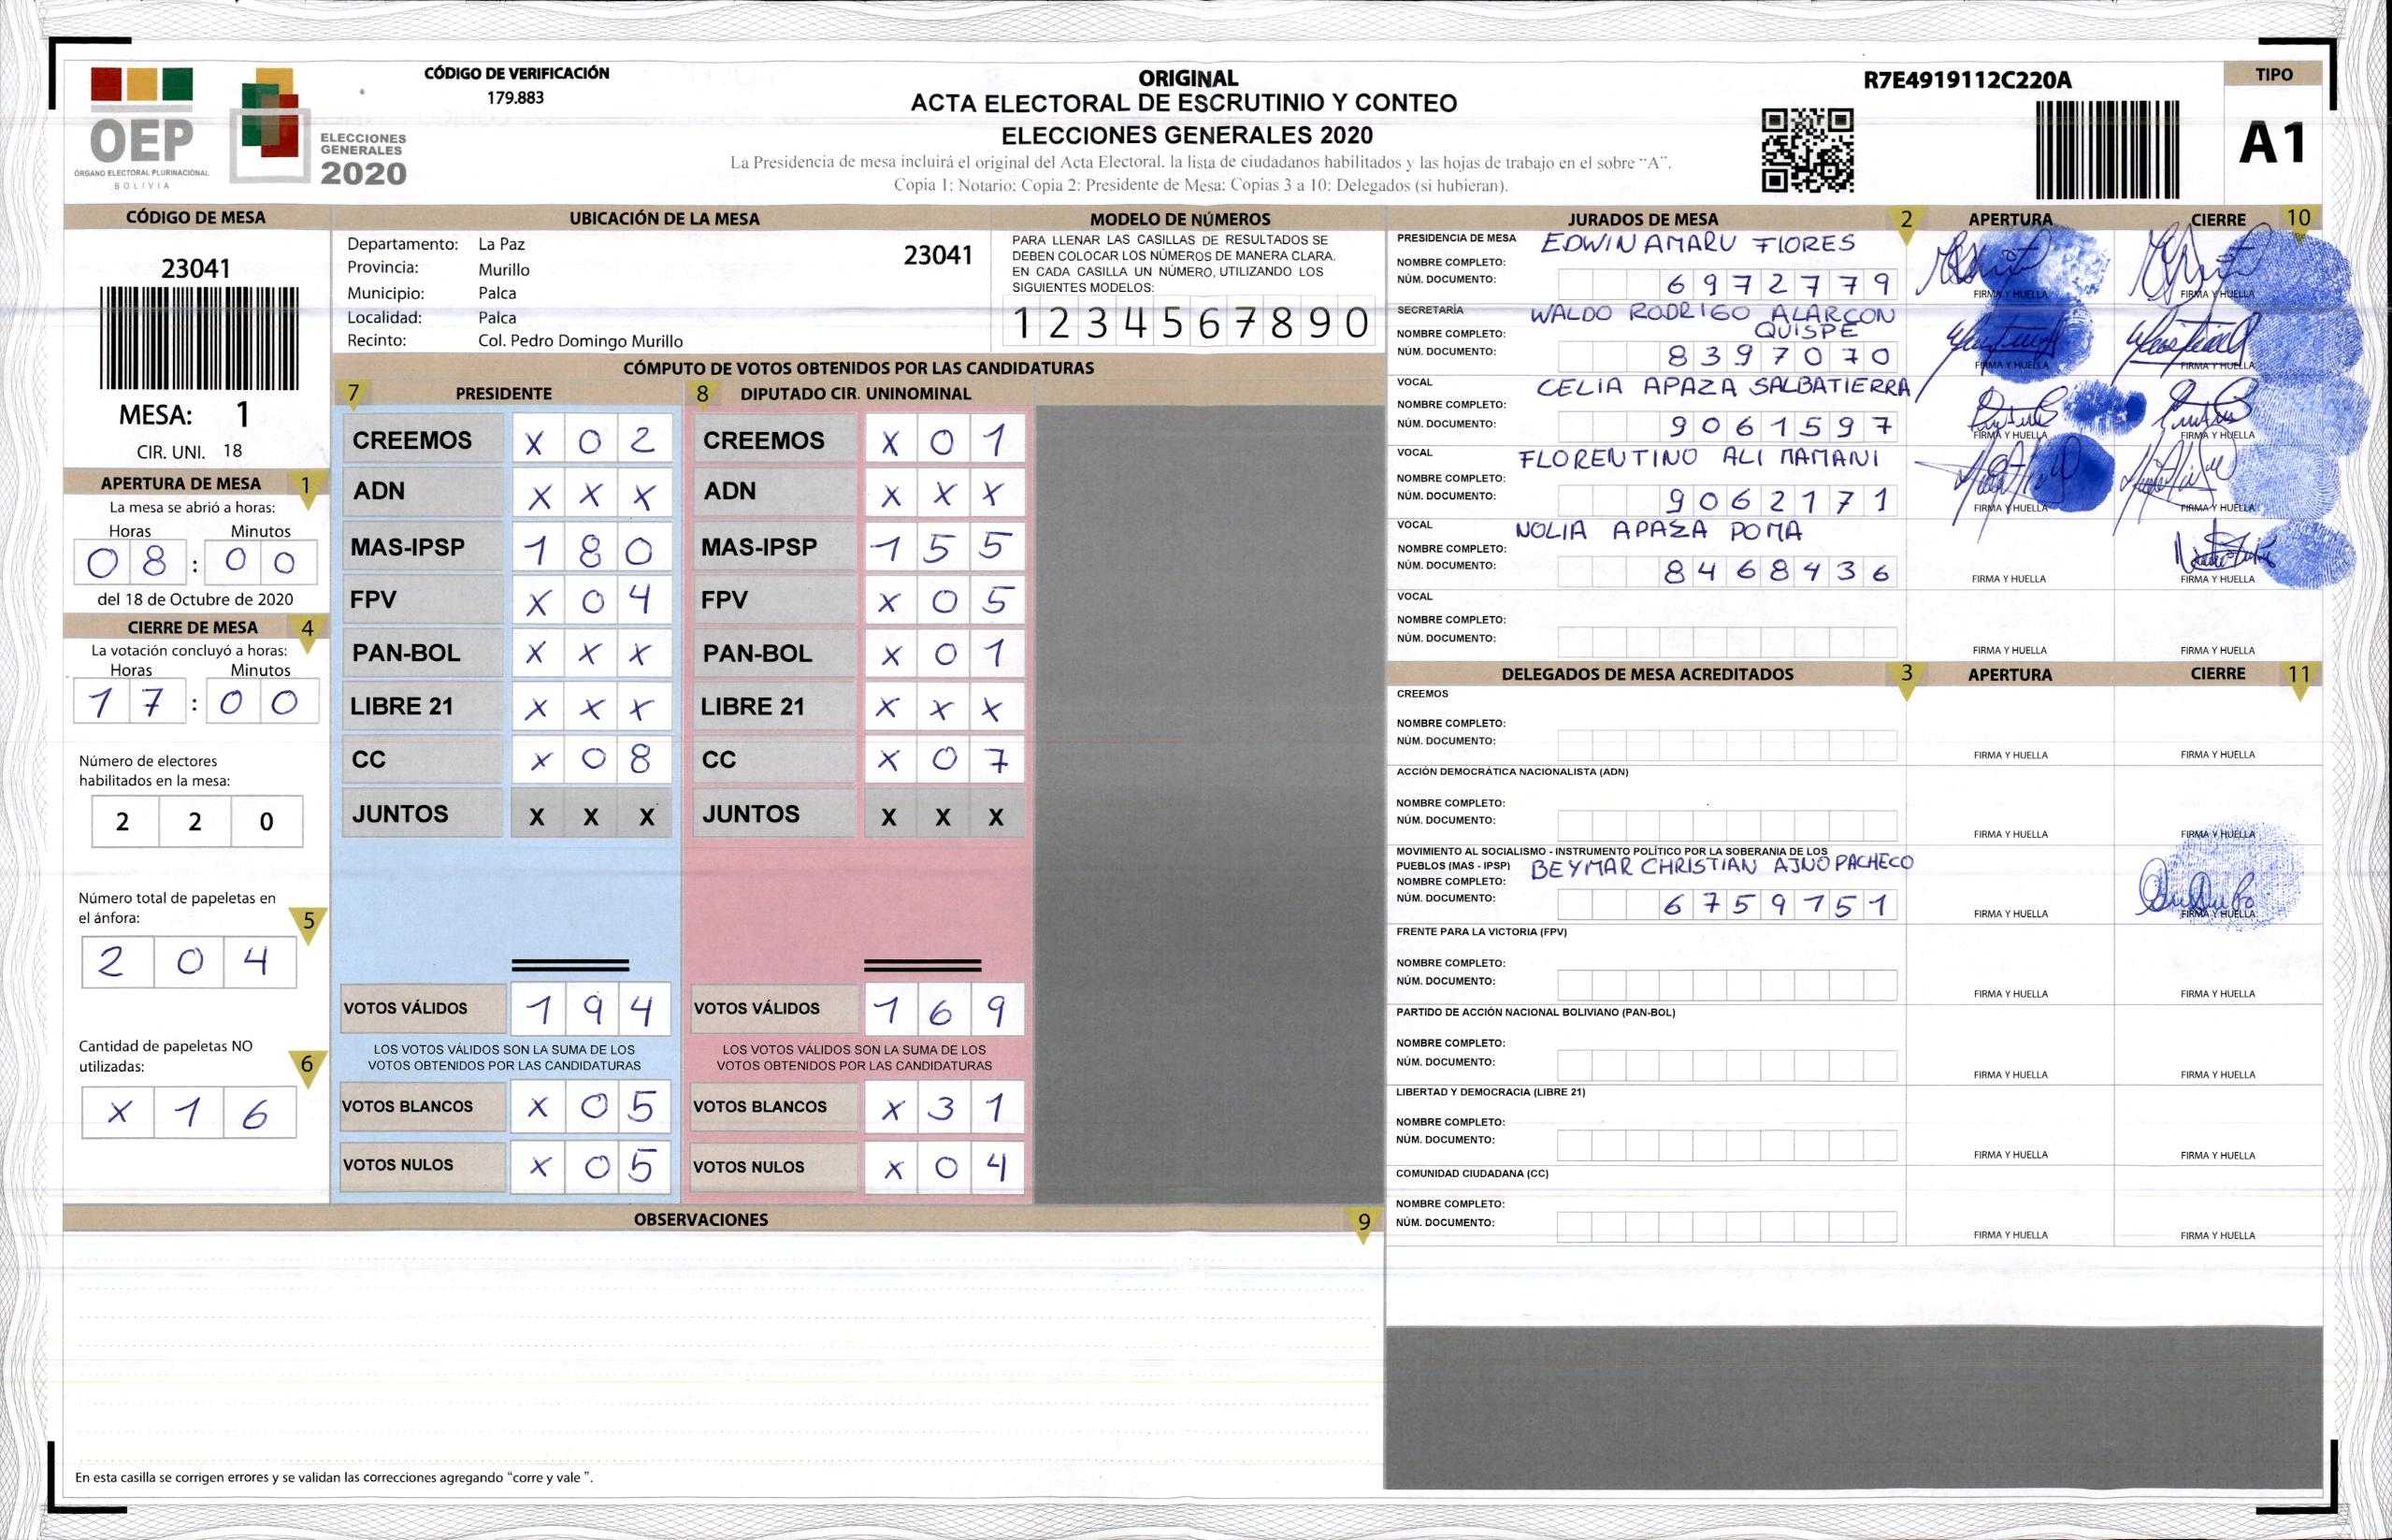 OEP
ÓRGANO ELECTORAL PLURINACIONAL
BOLIVIA
ELECCIONES
GENERALES
2020
CÓDIGO DE VERIFICACIÓN
179.883
ORIGINAL
ACTA ELECTORAL DE ESCRUTINIO Y CONTEO
ELECCIONES GENERALES 2020
La Presidencia de mesa incluirá el original del Acta Electoral, la lista de ciudadanos habilitados y las hojas de trabajo en el sobre "A".
Copia 1: Notario: Copia 2: Presidente de Mesa: Copias 3 a 10: Delegados (si hubieran).
R7E4919112C220A
TIPO
A1
CÓDIGO DE MESA
23041
MESA: 1
CIR. UNI. 18
APERTURA DE MESA 1
La mesa se abrió a horas:
Horas Minutos
08 : 00
del 18 de Octubre de 2020
CIERRE DE MESA 4
La votación concluyó a horas:
Horas Minutos
17 : 00
Número de electores
habilitados en la mesa:
2 2 0
Número total de papeletas en
el ánfora: 5
2 0 4
Cantidad de papeletas NO
utilizadas: 6
X 1 6
UBICACIÓN DE LA MESA
Departamento: La Paz 23041
Provincia: Murillo
Municipio: Palca
Localidad: Palca
Recinto: Col. Pedro Domingo Murillo
MODELO DE NÚMEROS
PARA LLENAR LAS CASILLAS DE RESULTADOS SE
DEBEN COLOCAR LOS NÚMEROS DE MANERA CLARA.
EN CADA CASILLA UN NÚMERO, UTILIZANDO LOS
SIGUIENTES MODELOS:
1 2 3 4 5 6 7 8 9 0
CÓMPUTO DE VOTOS OBTENIDOS POR LAS CANDIDATURAS
7 PRESIDENTE 8 DIPUTADO CIR. UNINOMINAL
CREEMOS X 0 2 CREEMOS X 0 1
ADN X X X ADN X X X
MAS-IPSP 1 8 0 MAS-IPSP 1 5 5
FPV X 0 4 FPV X 0 5
PAN-BOL X X X PAN-BOL X 0 1
LIBRE 21 X X X LIBRE 21 X X X
CC X 0 8 CC X 0 7
JUNTOS X X X JUNTOS X X X
VOTOS VÁLIDOS 1 9 4 VOTOS VÁLIDOS 1 6 9
LOS VOTOS VÁLIDOS SON LA SUMA DE LOS LOS VOTOS VÁLIDOS SON LA SUMA DE LOS
VOTOS OBTENIDOS POR LAS CANDIDATURAS VOTOS OBTENIDOS POR LAS CANDIDATURAS
VOTOS BLANCOS X 0 5 VOTOS BLANCOS X 3 1
VOTOS NULOS X 0 5 VOTOS NULOS X 0 4
OBSERVACIONES 9
En esta casilla se corrigen errores y se validan las correcciones agregando "corre y vale ".
JURADOS DE MESA 2 APERTURA CIERRE 10
PRESIDENCIA DE MESA EDWIN AMARU FLORES
NOMBRE COMPLETO:
NÚM. DOCUMENTO: 6972779 FIRMA Y HUELLA FIRMA Y HUELLA
SECRETARÍA WALDO RODRIGO ALARCON
NOMBRE COMPLETO: QUISPE
NÚM. DOCUMENTO: 8397070 FIRMA Y HUELLA FIRMA Y HUELLA
VOCAL CELIA APAZA SALBATIERRA
NOMBRE COMPLETO:
NÚM. DOCUMENTO: 9061597 FIRMA Y HUELLA FIRMA Y HUELLA
VOCAL FLORENTINO ALI MAMANI
NOMBRE COMPLETO:
NÚM. DOCUMENTO: 9062171 FIRMA Y HUELLA FIRMA Y HUELLA
VOCAL NOLIA APAZA POMA
NOMBRE COMPLETO:
NÚM. DOCUMENTO: 8468436 FIRMA Y HUELLA FIRMA Y HUELLA
VOCAL
NOMBRE COMPLETO:
NÚM. DOCUMENTO: FIRMA Y HUELLA FIRMA Y HUELLA
DELEGADOS DE MESA ACREDITADOS 3 APERTURA CIERRE 11
CREEMOS
NOMBRE COMPLETO:
NÚM. DOCUMENTO: FIRMA Y HUELLA FIRMA Y HUELLA
ACCIÓN DEMOCRÁTICA NACIONALISTA (ADN)
NOMBRE COMPLETO:
NÚM. DOCUMENTO: FIRMA Y HUELLA FIRMA Y HUELLA
MOVIMIENTO AL SOCIALISMO - INSTRUMENTO POLÍTICO POR LA SOBERANIA DE LOS
PUEBLOS (MAS - IPSP) BEYMAR CHRISTIAN AJNO PACHECO
NOMBRE COMPLETO:
NÚM. DOCUMENTO: 6759751 FIRMA Y HUELLA FIRMA Y HUELLA
FRENTE PARA LA VICTORIA (FPV)
NOMBRE COMPLETO:
NÚM. DOCUMENTO: FIRMA Y HUELLA FIRMA Y HUELLA
PARTIDO DE ACCIÓN NACIONAL BOLIVIANO (PAN-BOL)
NOMBRE COMPLETO:
NÚM. DOCUMENTO: FIRMA Y HUELLA FIRMA Y HUELLA
LIBERTAD Y DEMOCRACIA (LIBRE 21)
NOMBRE COMPLETO:
NÚM. DOCUMENTO: FIRMA Y HUELLA FIRMA Y HUELLA
COMUNIDAD CIUDADANA (CC)
NOMBRE COMPLETO:
NÚM. DOCUMENTO: FIRMA Y HUELLA FIRMA Y HUELLA